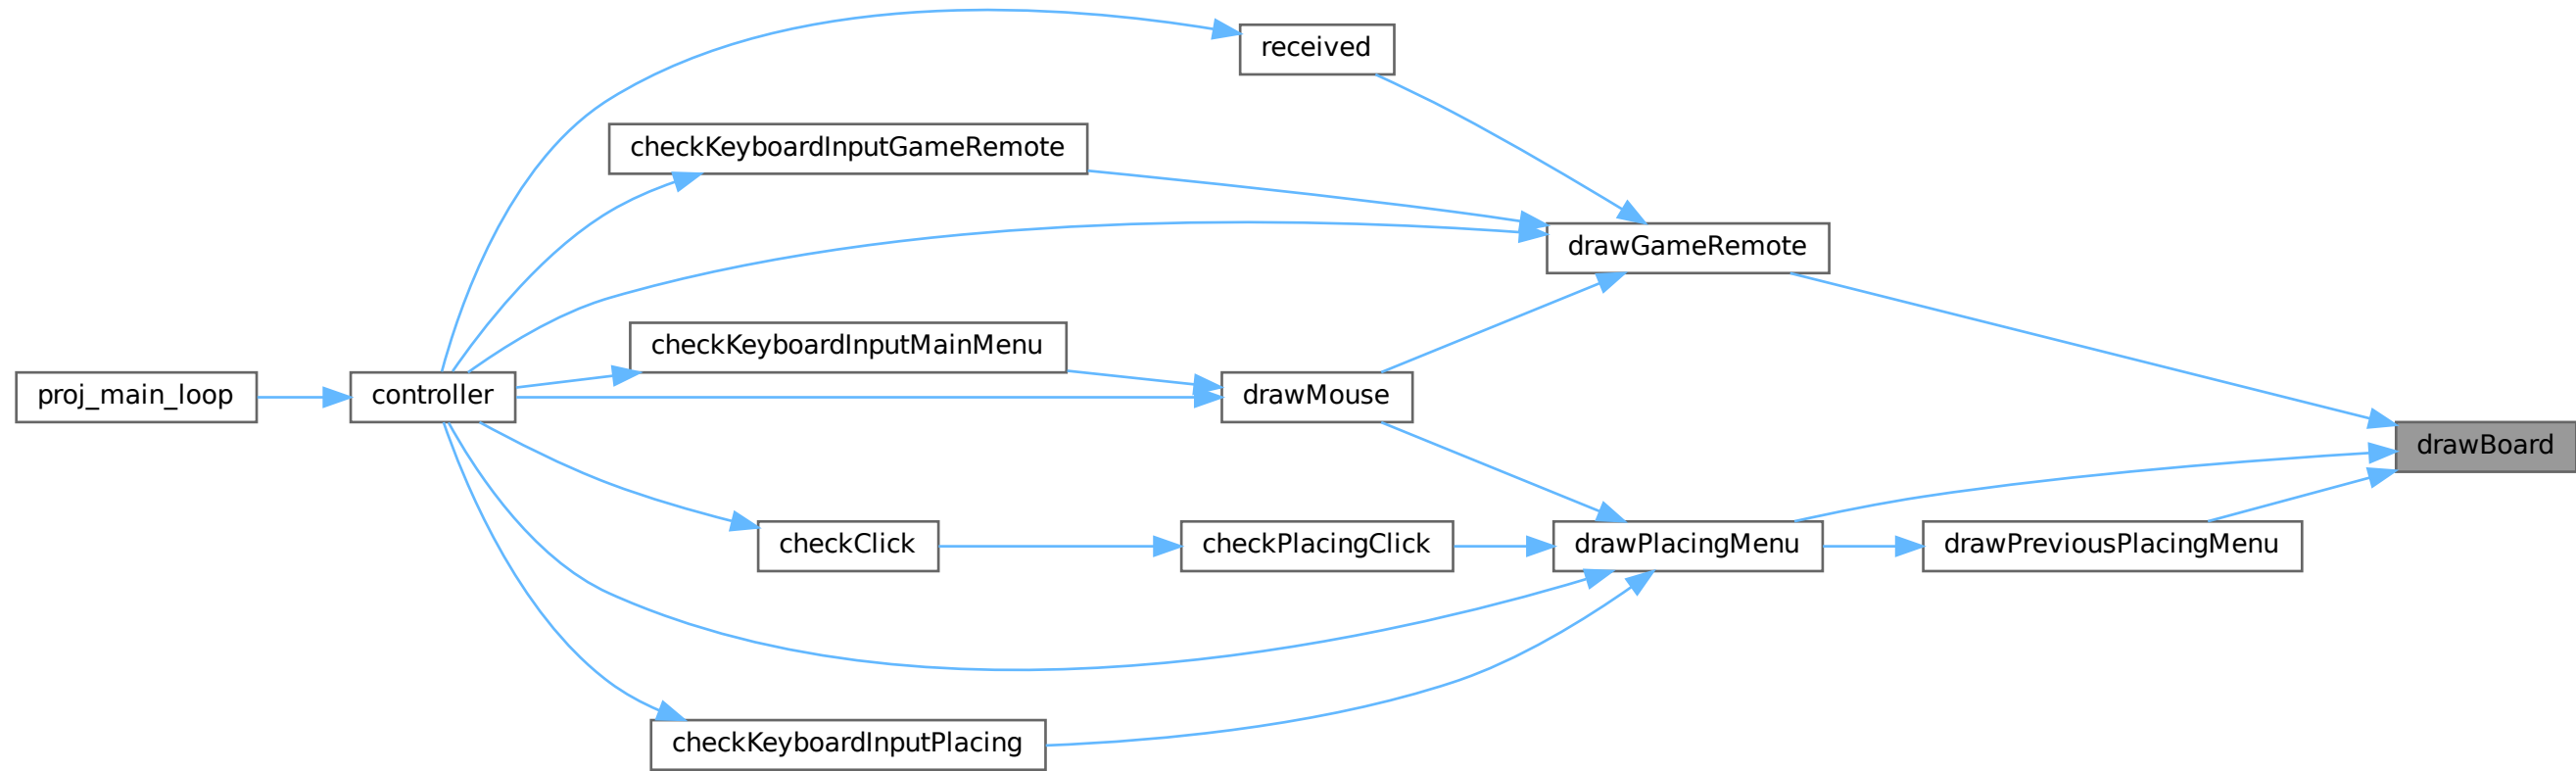 received
checkKeyboardInputGameRemote
drawGameRemote
checkKeyboardInputMainMenu
proj_main_loop
controller
drawMouse
drawBoard
checkClick
checkPlacingClick
drawPlacingMenu
drawPreviousPlacingMenu
checkKeyboardInputPlacing